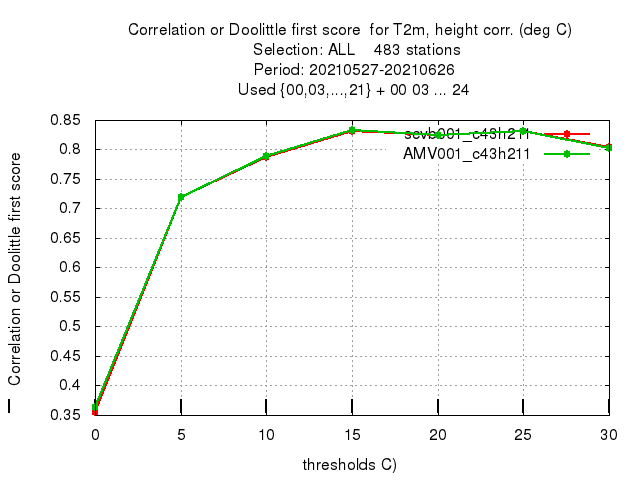 Correlation or Doolittle first score  for T2m, height corr. (deg C)
Selection: ALL    483 stations
Period: 20210527-20210626
Used {00,03,...,21} + 00 03 ... 24
Correlation or Doolittle first score
0.85
0.8
0.75
0.7
0.65
0.6
0.55
0.5
0.45
0.4
0.35
scvb001_c43h211
AMV001_c43h211
0 5 10 15 20 25 30
thresholds C)